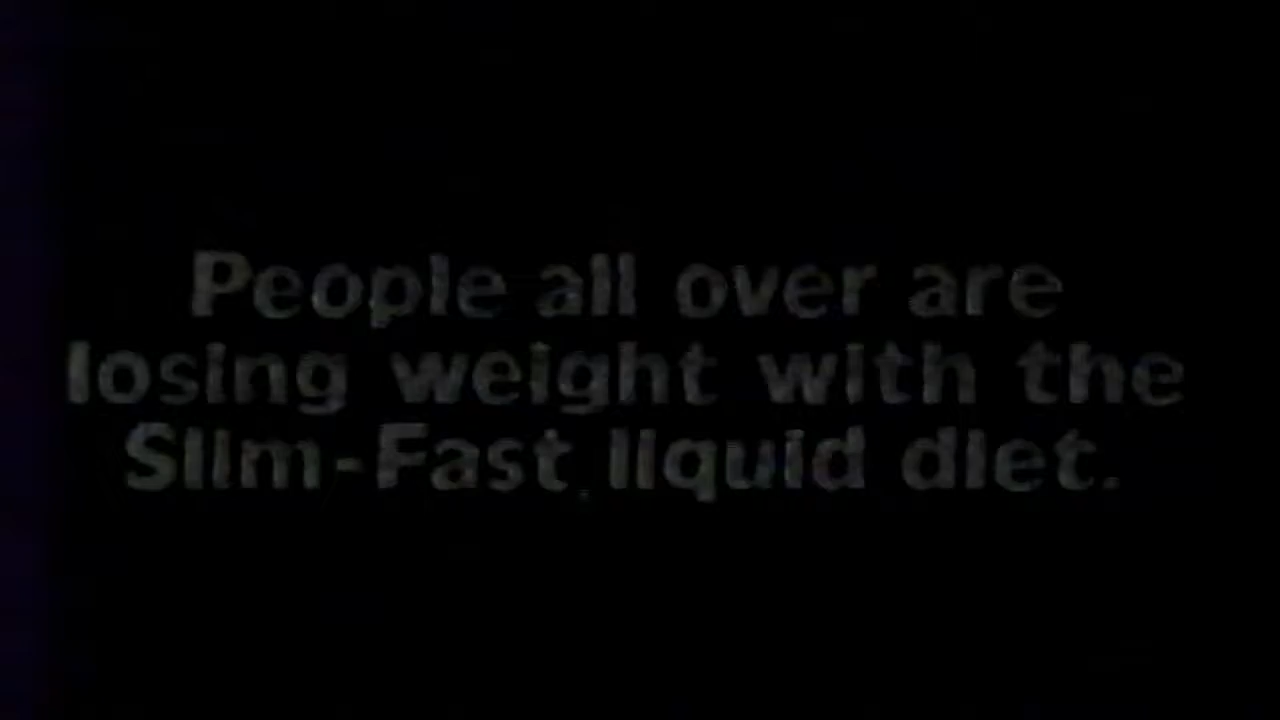 People all over are
losing weight with the
Slim-Fast liquid diet.